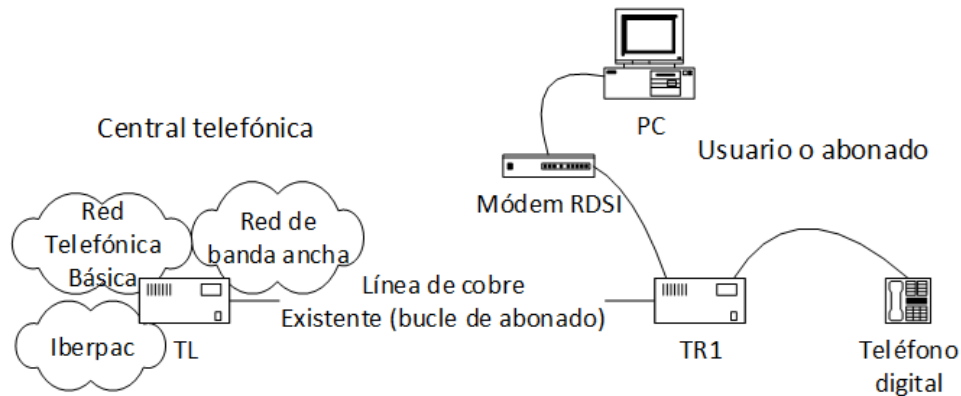 PC
Central telefónica
Usuario o abonado
Módem RDSI
Red
Telefónica
Básica
Red de
banda ancha
Línea de cobre
Existente (bucle de abonado)
Iberpac
TL
TR1
Teléfono
digital